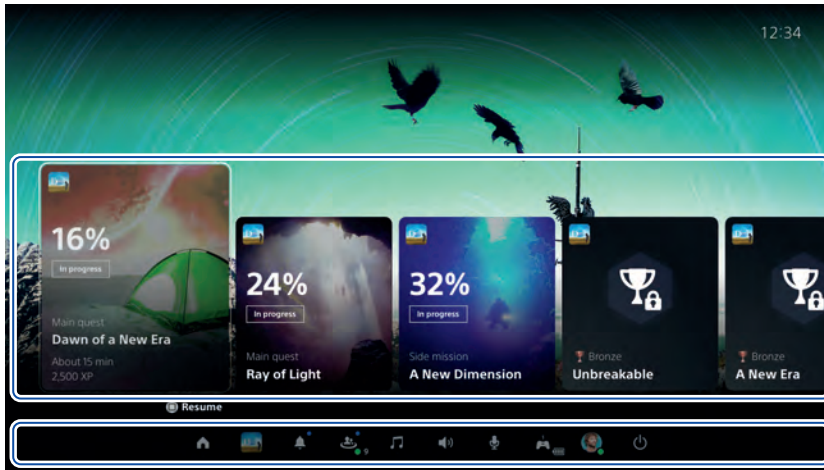 12:34
16%
In progress
Main quest
Dawn of a New Era
About 15 min
2,500 XP
24%
In progress
Main quest
Ray of Light
32%
In progress
Side mission
A New Dimension
Bronze
Unbreakable
Bronze
A New Era
Resume
9